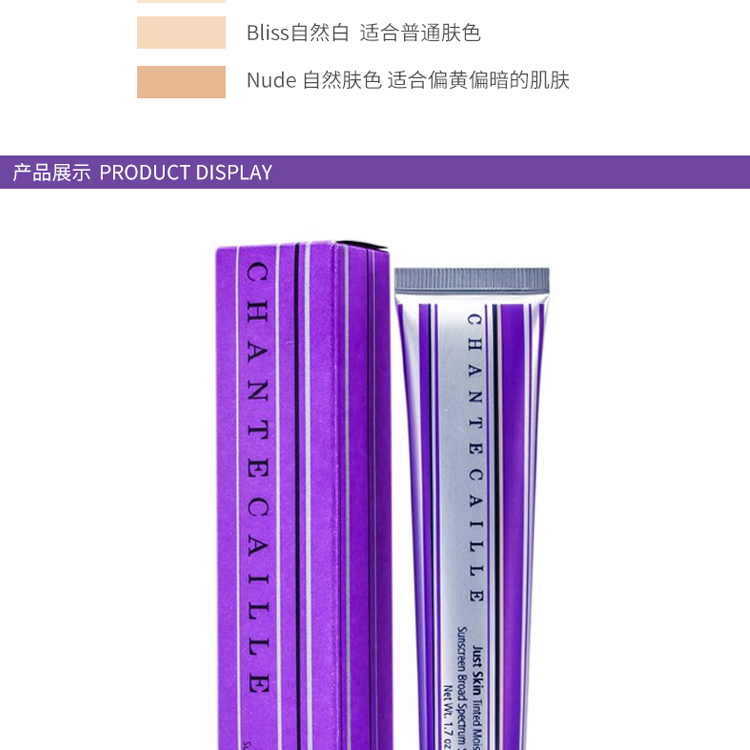 Bliss自然白 适合普通肤色
Nude 自然肤色 适合偏黄偏暗的肌肤
产品展示 PRODUCT DISPLAY
CHANTECAILLE
CHANTECAILLE
Just Skin Tinted
Sunscreen Broad Spectrum
Net Wt. 1.7 oz